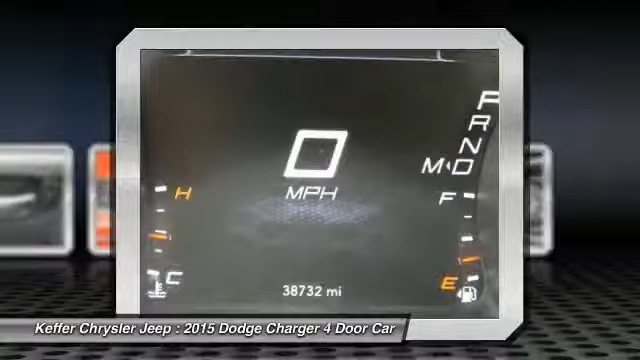 P
R
N
M◄D
0
MPH
H
F
C
E
38732 mi
Keffer Chrysler Jeep : 2015 Dodge Charger 4 Door Car